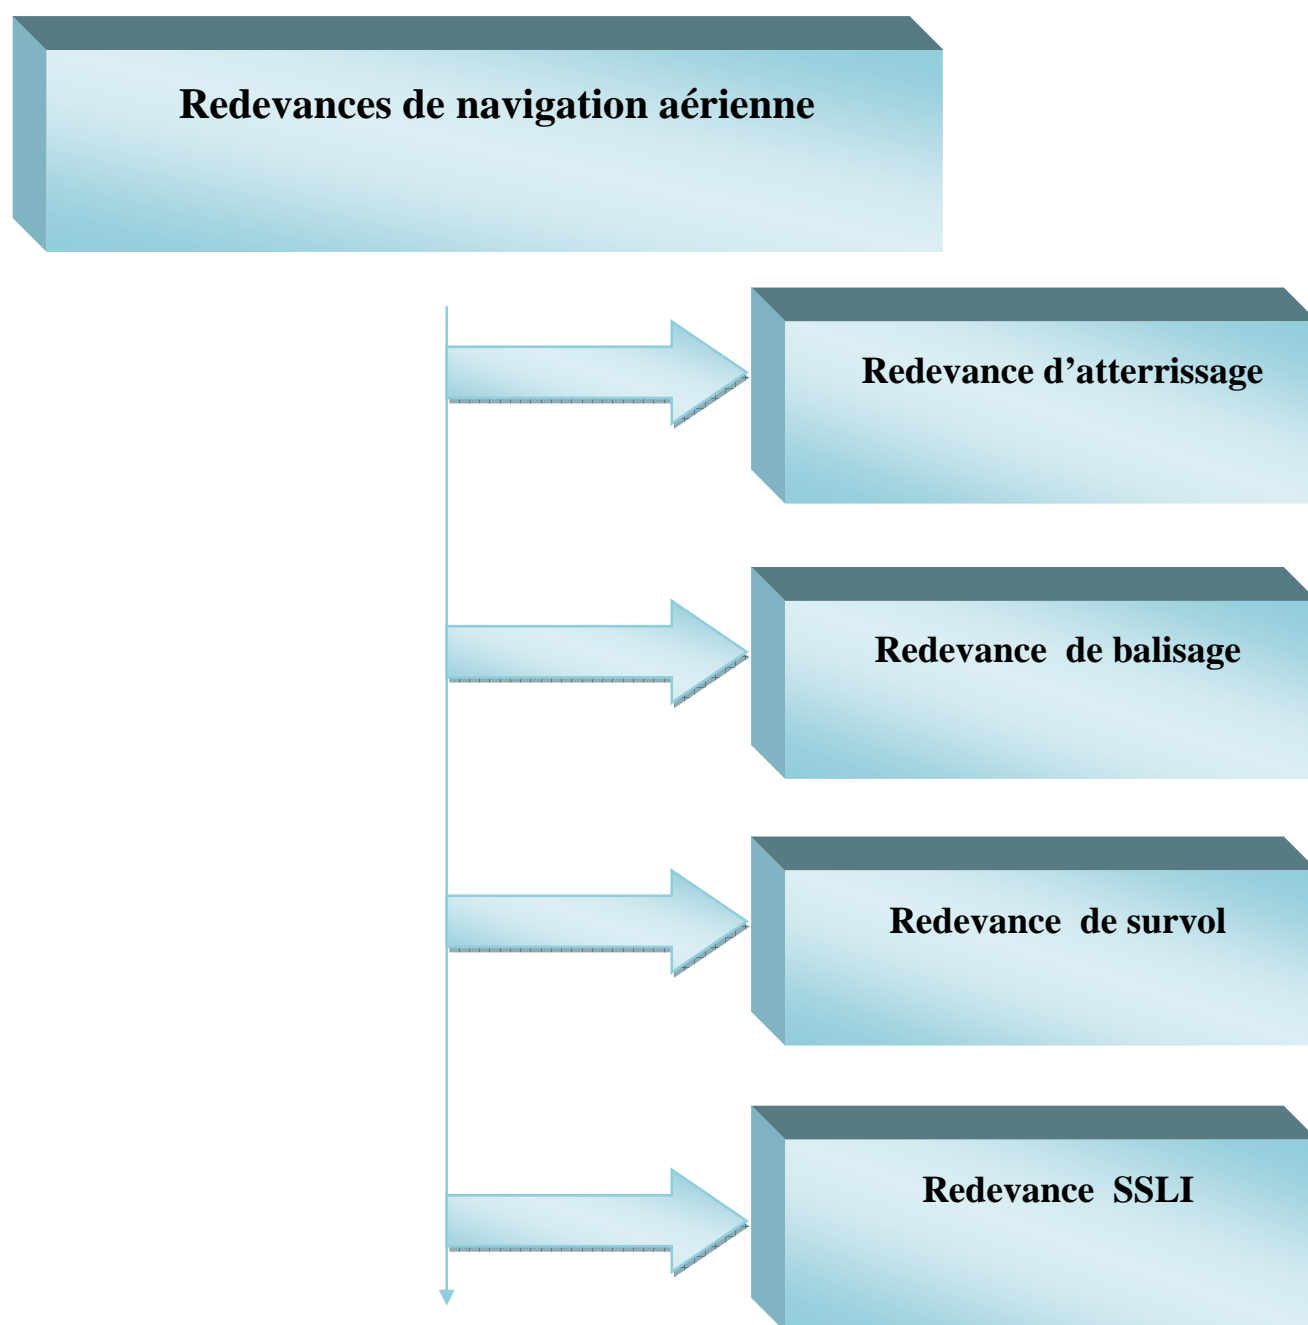 Redevances de navigation aérienne
Redevance d’atterrissage
Redevance  de balisage
Redevance  de survol
Redevance  SSLI